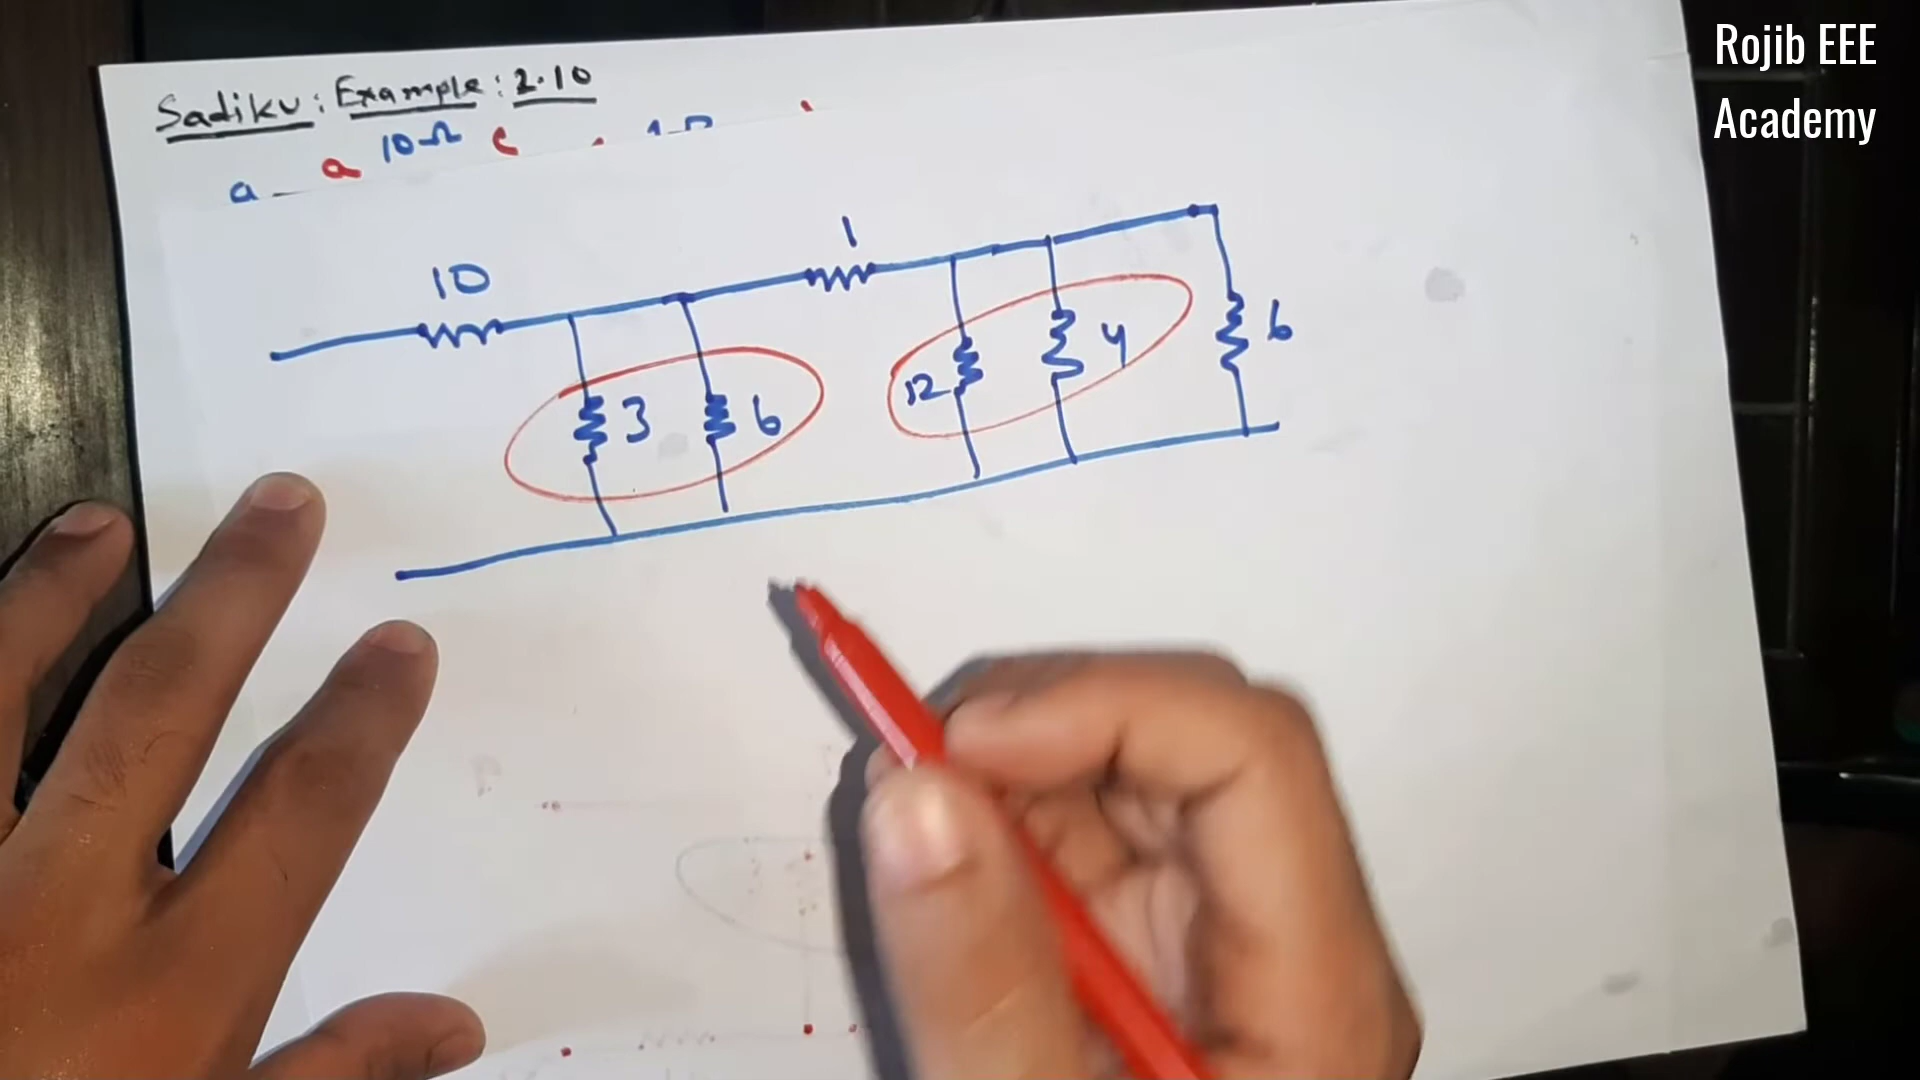 Rojib EEE
Academy
Sadiku: Example: 2.10
a 10Ω c
a
10
1
3
6
12
4
6